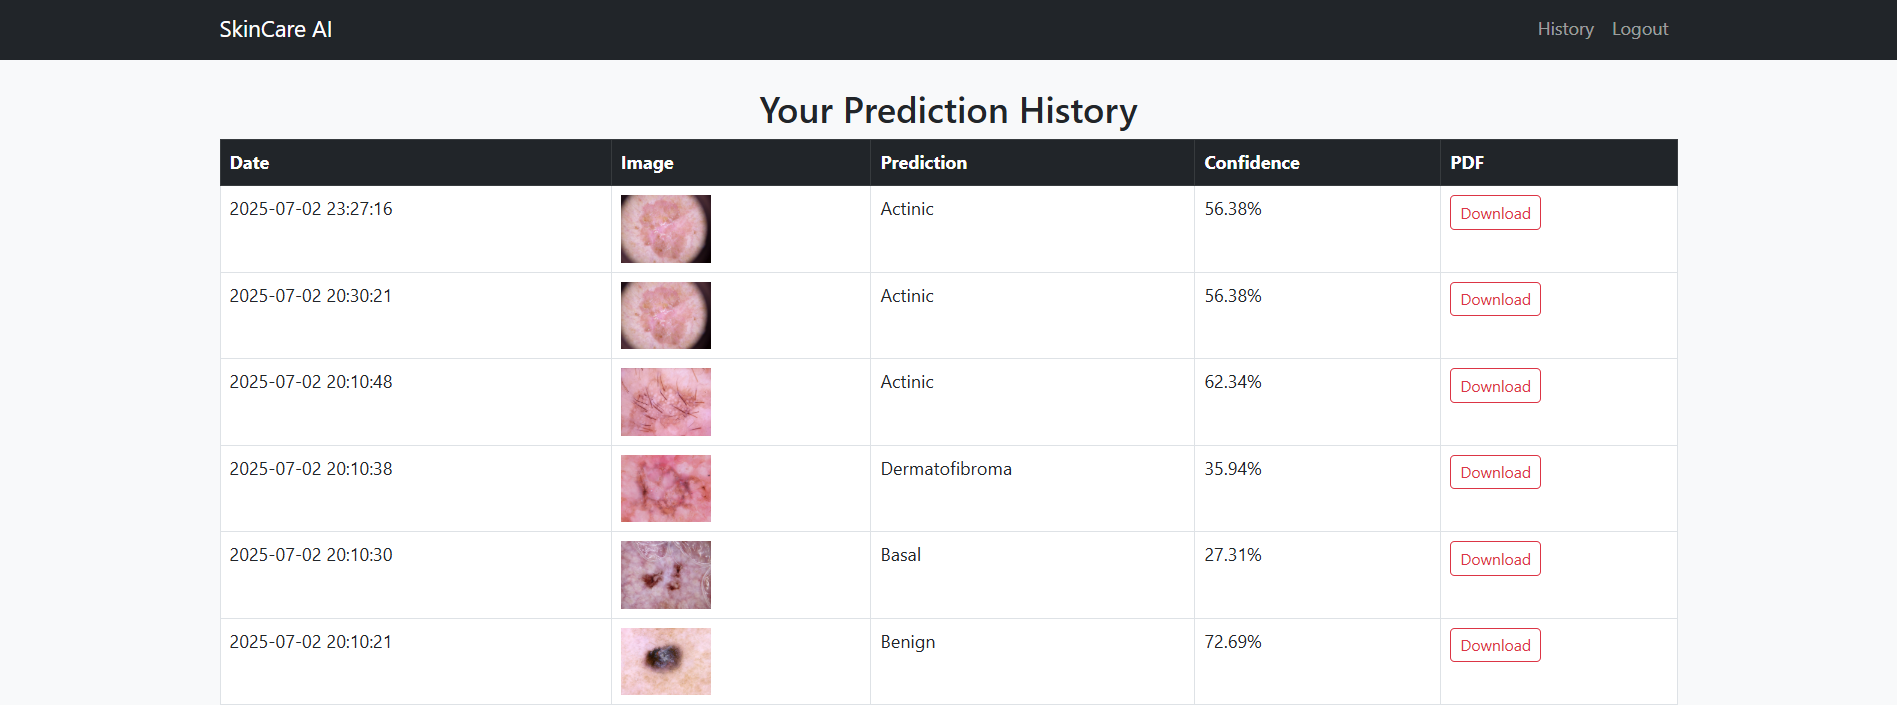 SkinCare AI History Logout
Your Prediction History
Date Image Prediction Confidence PDF
2025-07-02 23:27:16 Actinic 56.38% Download
2025-07-02 20:30:21 Actinic 56.38% Download
2025-07-02 20:10:48 Actinic 62.34% Download
2025-07-02 20:10:38 Dermatofibroma 35.94% Download
2025-07-02 20:10:30 Basal 27.31% Download
2025-07-02 20:10:21 Benign 72.69% Download